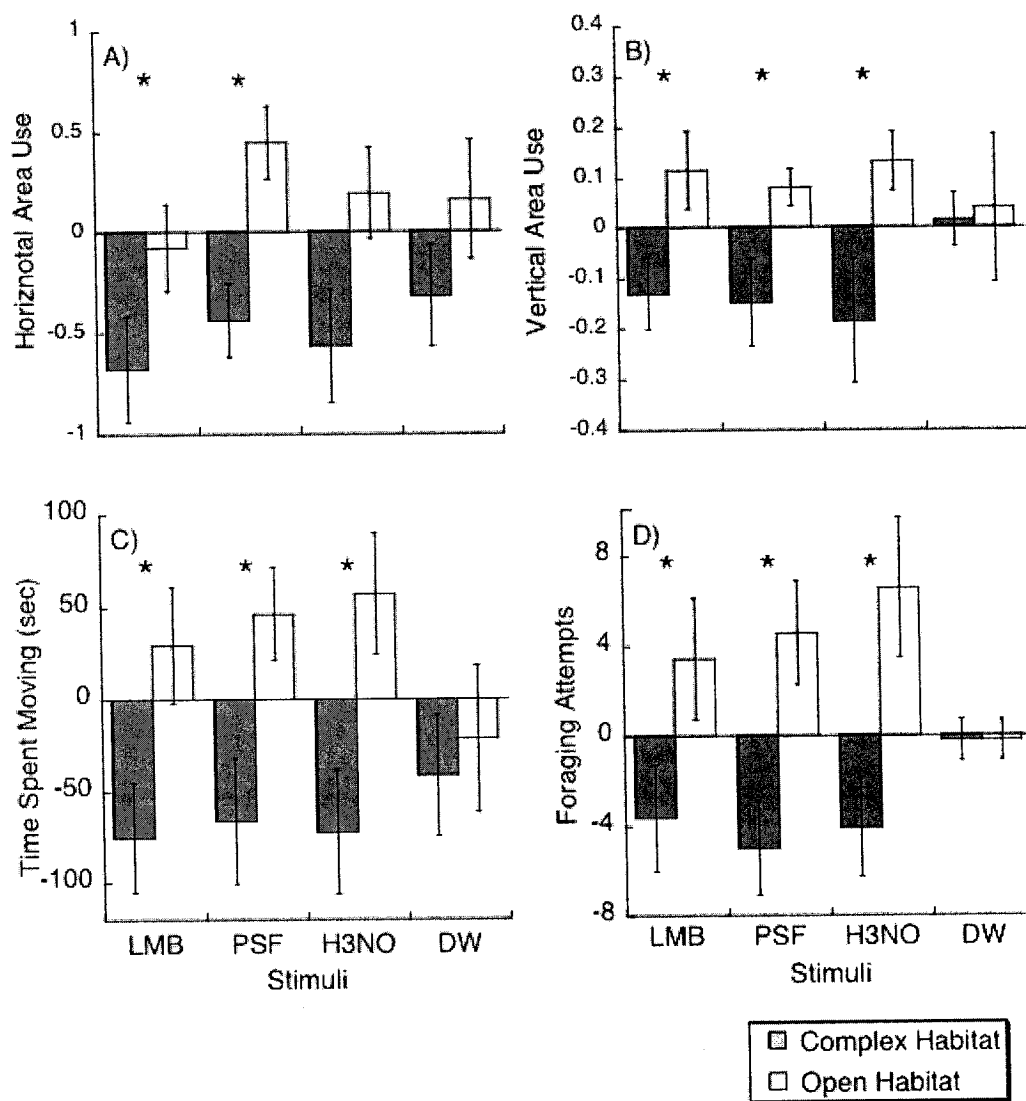 A)
* *
Horiznotal Area Use
1
0.5
0
-0.5
-1
B)
* * *
Vertical Area Use
0.4
0.3
0.2
0.1
0
-0.1
-0.2
-0.3
-0.4
C)
* * *
Time Spent Moving (sec)
100
50
0
-50
-100
LMB PSF H3NO DW
Stimuli
D)
* * *
Foraging Attempts
8
4
0
-4
-8
LMB PSF H3NO DW
Stimuli
Complex Habitat
Open Habitat